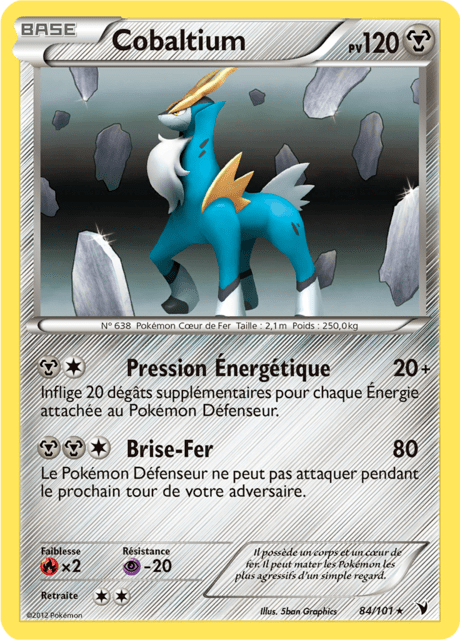 BASE
Cobaltium
PV120
N° 638 Pokémon Cœur de Fer Taille : 2,1m Poids : 250,0kg
Pression Énergétique 20+
Inflige 20 dégâts supplémentaires pour chaque Énergie
attachée au Pokémon Défenseur.
Brise-Fer 80
Le Pokémon Défenseur ne peut pas attaquer pendant
le prochain tour de votre adversaire.
Faiblesse Résistance
×2 -20
Retraite
Il possède un corps et un cœur de
fer. Il peut mater les Pokémon les
plus agressifs d'un simple regard.
©2012 Pokémon Illus. 5ban Graphics 84/101 ★